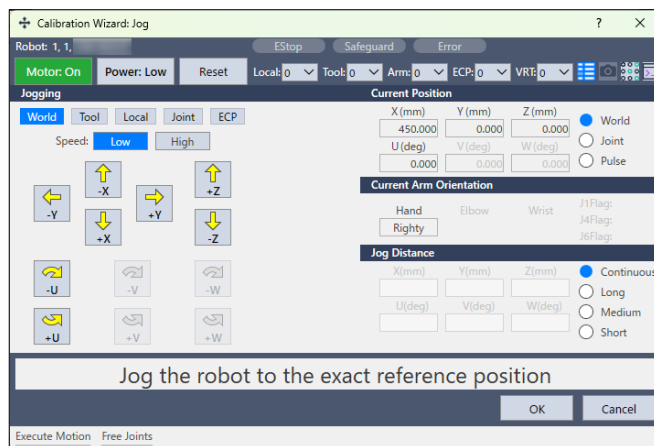 Calibration Wizard: Jog ? ×
Robot: 1, 1, EStop Safeguard Error
Motor: On Power: Low Reset Local: 0 Tool: 0 Arm: 0 ECP: 0 VRT: 0
Jogging Current Position
World Tool Local Joint ECP
Speed: Low High
X (mm) Y (mm) Z (mm)
450.000 0.000 0.000
U (deg) V (deg) W (deg)
0.000 0.000 0.000
World
Joint
Pulse
-X +Z
-Y +Y
+X -Z
-U -V -W
+U +V +W
Current Arm Orientation
Hand Elbow Wrist
Righty
J1Flag:
J4Flag:
J6Flag:
Jog Distance
X(mm) Y(mm) Z(mm)
U(deg) V(deg) W(deg)
Continuous
Long
Medium
Short
Jog the robot to the exact reference position
OK Cancel
Execute Motion Free Joints